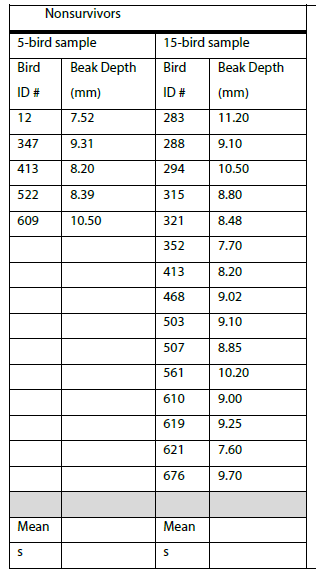 Nonsurvivors
5-bird sample 15-bird sample
Bird ID # Beak Depth (mm) Bird ID # Beak Depth (mm)
12 7.52 283 11.20
347 9.31 288 9.10
413 8.20 294 10.50
522 8.39 315 8.80
609 10.50 321 8.48
352 7.70
413 8.20
468 9.02
503 9.10
507 8.85
561 10.20
610 9.00
619 9.25
621 7.60
676 9.70
Mean Mean
s s